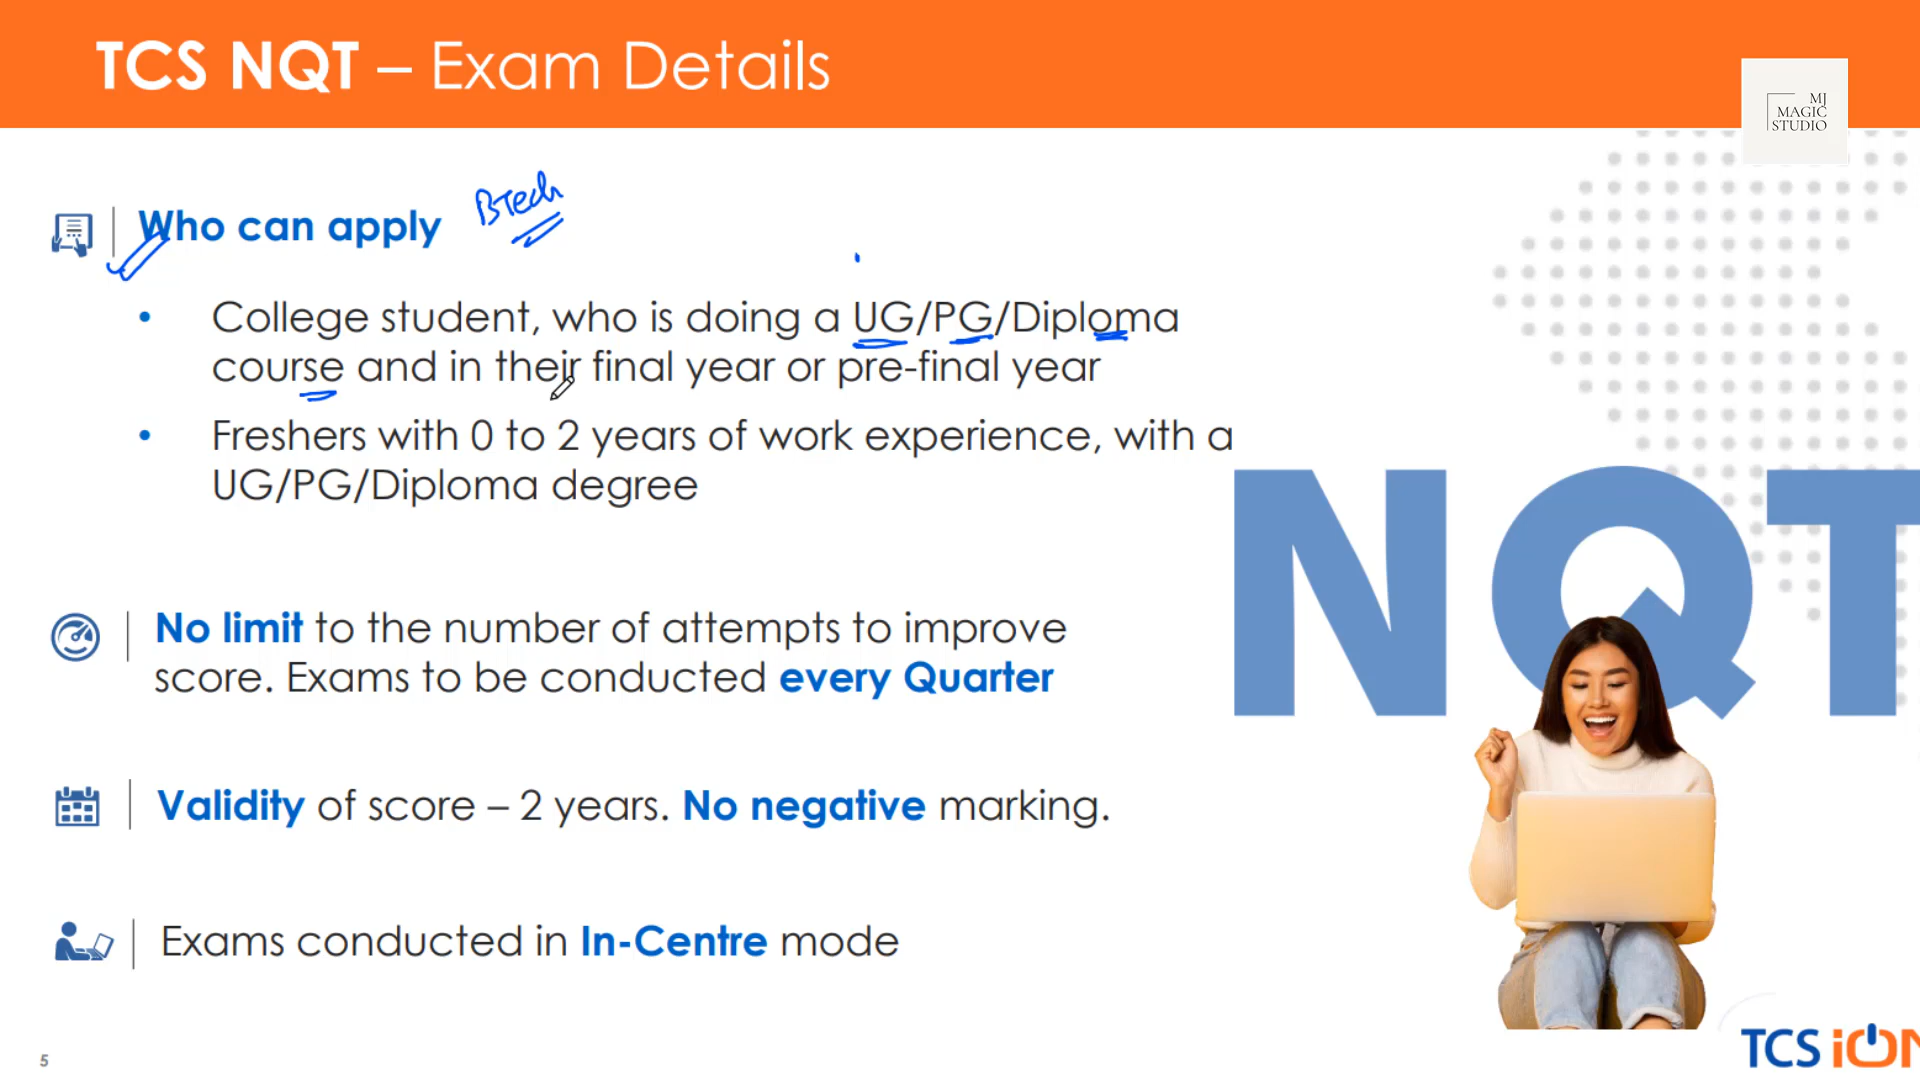 TCS NQT – Exam Details
MJ
MAGIC
STUDIO
Who can apply
BTech
• College student, who is doing a UG/PG/Diploma
course and in their final year or pre-final year
• Freshers with 0 to 2 years of work experience, with a
UG/PG/Diploma degree
NQT
No limit to the number of attempts to improve
score. Exams to be conducted every Quarter
Validity of score – 2 years. No negative marking.
Exams conducted in In-Centre mode
5
TCS iON